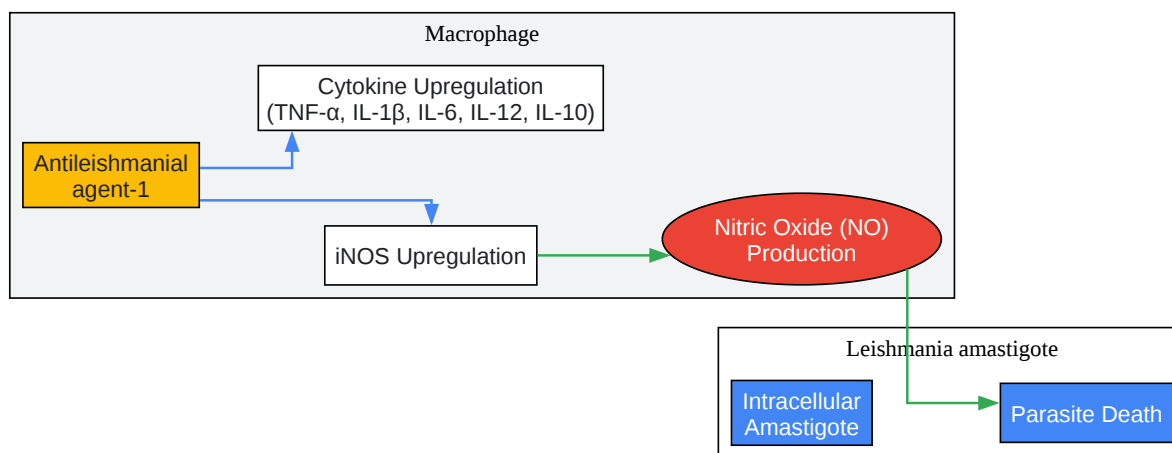 Macrophage
Cytokine Upregulation
(TNF-α, IL-1β, IL-6, IL-12, IL-10)
Antileishmanial
agent-1
iNOS Upregulation
Nitric Oxide (NO)
Production
Leishmania amastigote
Intracellular
Amastigote
Parasite Death